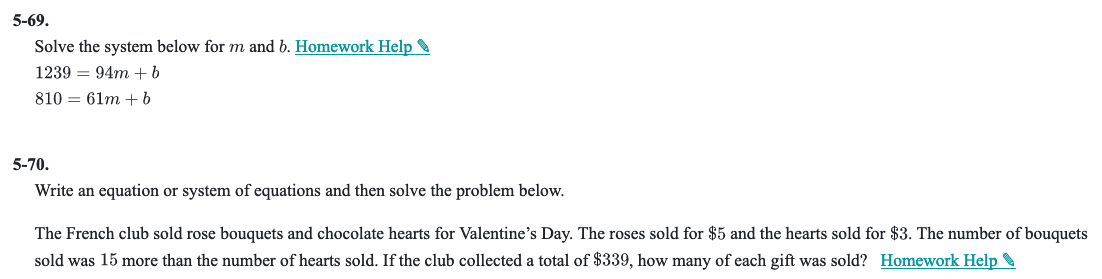 5-69.
Solve the system below for m and b. Homework Help ✎
1239 = 94m + b
810 = 61m + b
5-70.
Write an equation or system of equations and then solve the problem below.
The French club sold rose bouquets and chocolate hearts for Valentine’s Day. The roses sold for $5 and the hearts sold for $3. The number of bouquets
sold was 15 more than the number of hearts sold. If the club collected a total of $339, how many of each gift was sold? Homework Help ✎